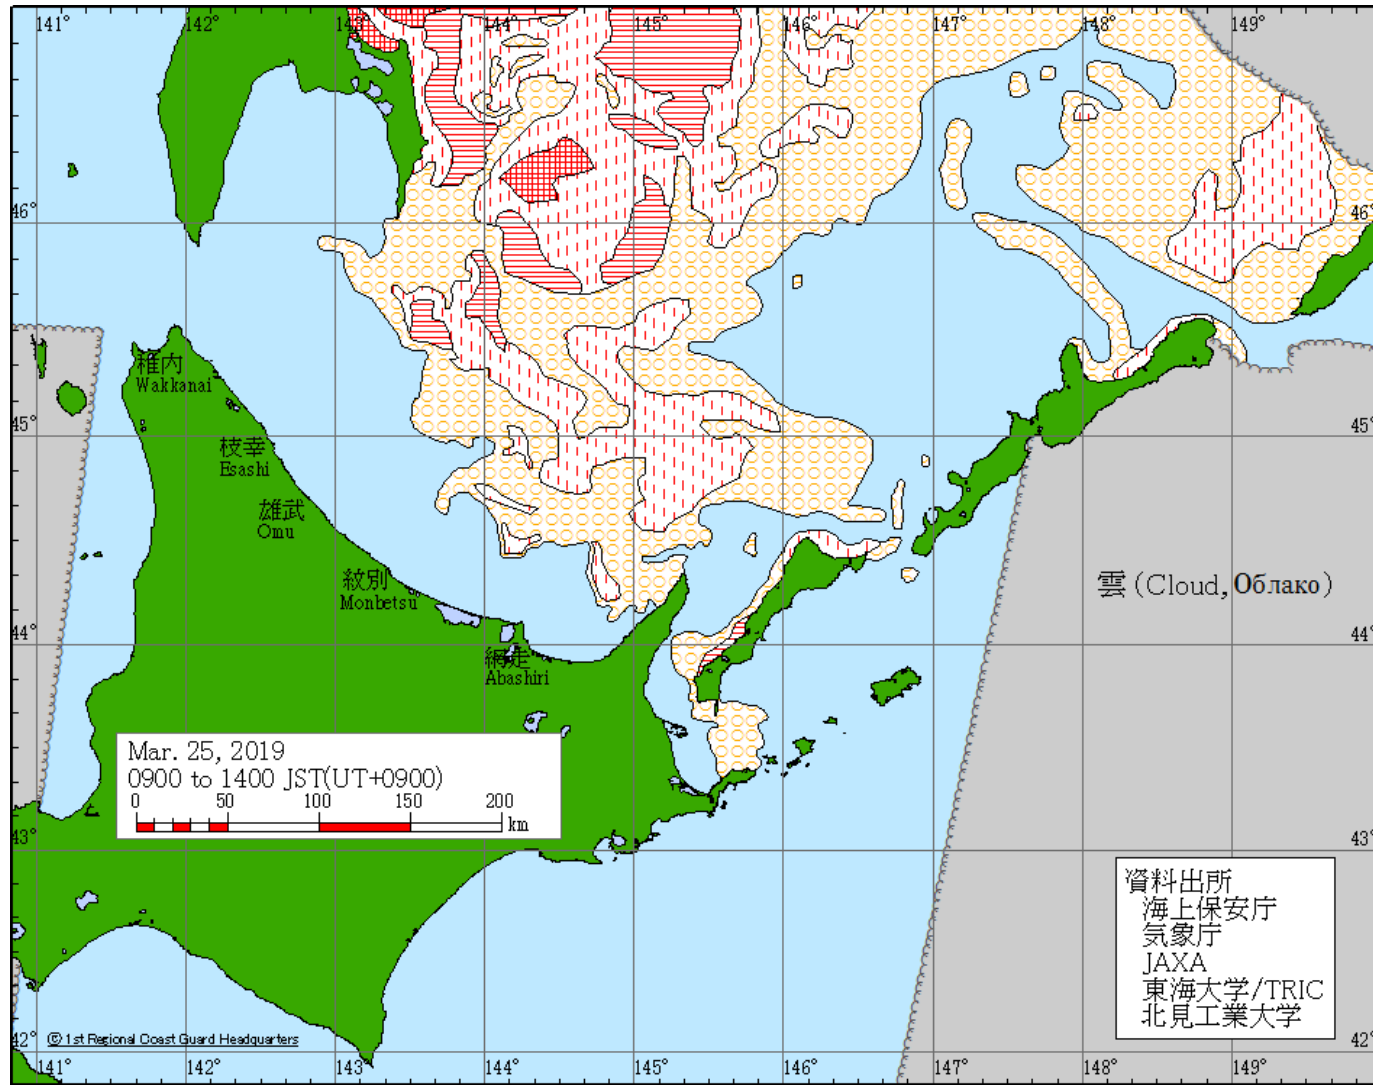 141° 142° 143° 144° 145° 146° 147° 148° 149°
46° 46°
稚内
Wakkanai
45° 45°
枝幸
Esashi
雄武
Omu
紋別
Monbetsu
雲(Cloud,Облако)
44° 44°
網走
Abashiri
Mar. 25, 2019
0900 to 1400 JST(UT+0900)
0 50 100 150 200
km
43° 43°
資料出所
海上保安庁
気象庁
JAXA
東海大学/TRIC
北見工業大学
42° 42°
© 1st Regional Coast Guard Headquarters
141° 142° 143° 144° 145° 146° 147° 148° 149°